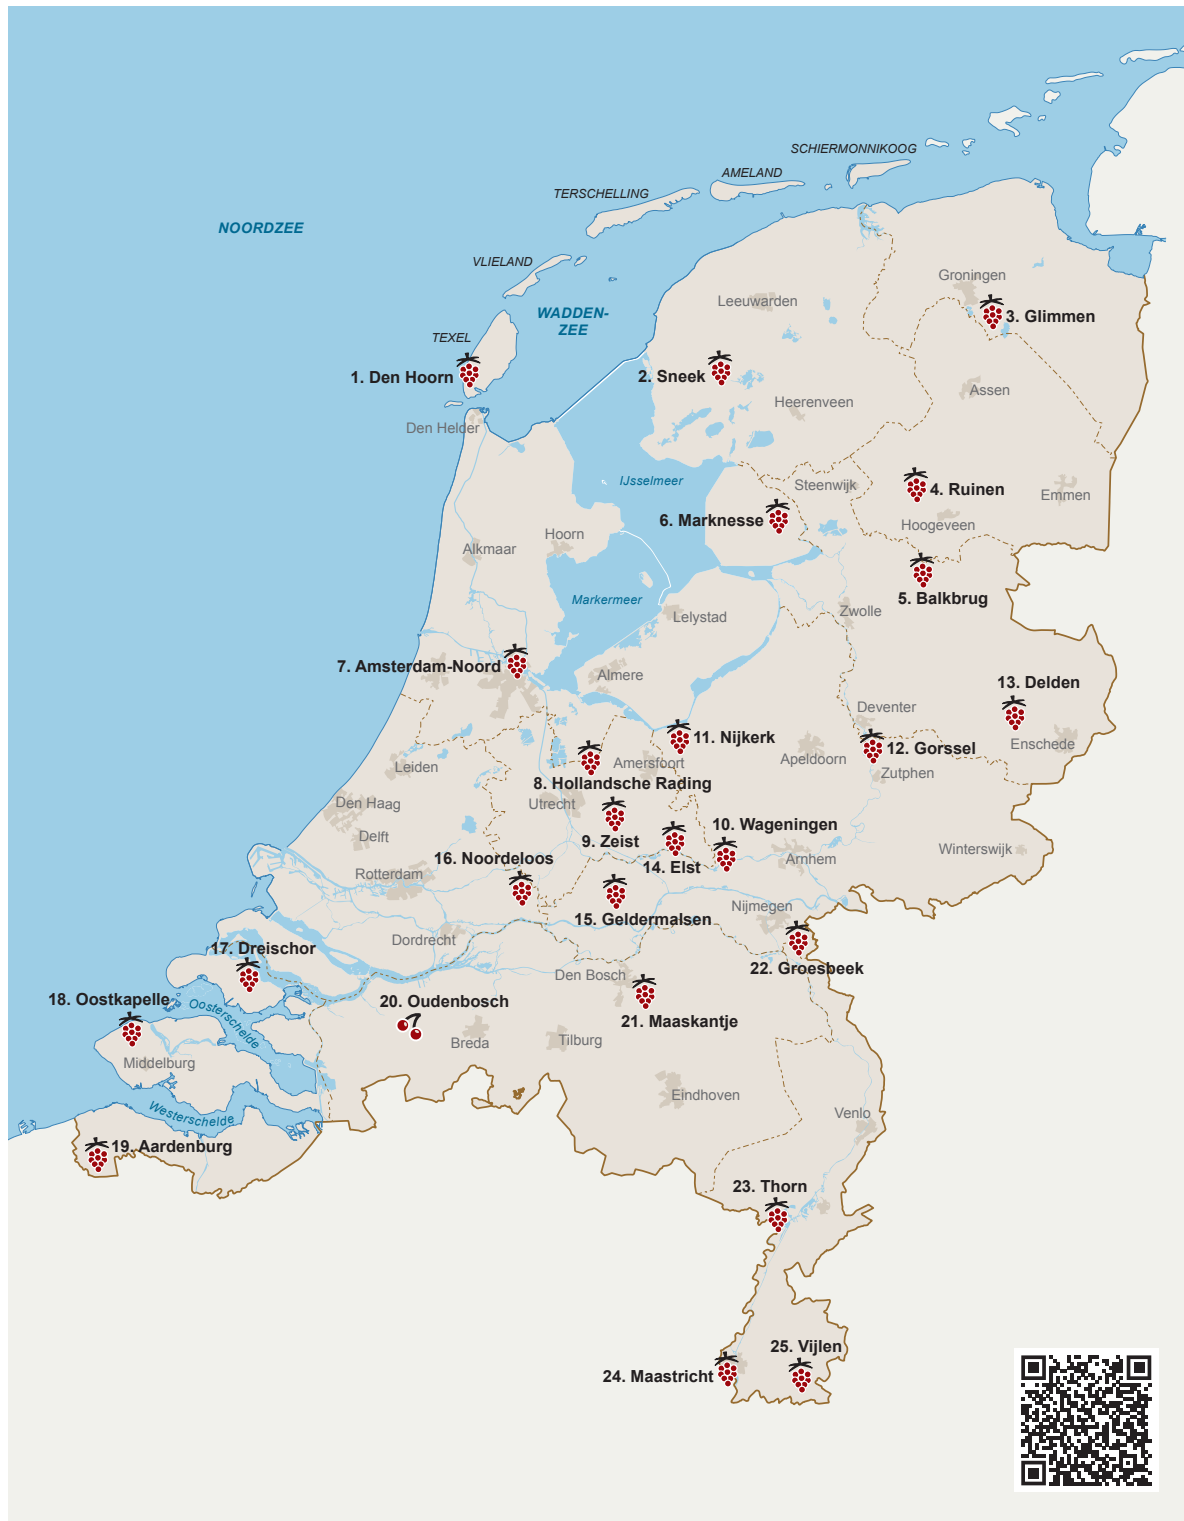 SCHIERMONNIKOOG
AMELAND
TERSCHELLING
NOORDZEE
VLIELAND
Groningen
Leeuwarden
WADDEN-
ZEE
3. Glimmen
TEXEL
1. Den Hoorn
2. Sneek
Assen
Heerenveen
Den Helder
IJsselmeer
Steenwijk
4. Ruinen
Emmen
6. Marknesse
Hoogeveen
Hoorn
Alkmaar
Markermeer
5. Balkbrug
Lelystad
Zwolle
7. Amsterdam-Noord
Almere
13. Delden
Deventer
11. Nijkerk
12. Gorssel
Enschede
Leiden
Amersfoort
Apeldoorn
Zutphen
8. Hollandsche Rading
Den Haag
Utrecht
Delft
9. Zeist
10. Wageningen
Winterswijk
16. Noordeloos
14. Elst
Arnhem
Rotterdam
15. Geldermalsen
Nijmegen
Dordrecht
17. Dreischor
22. Groesbeek
Den Bosch
18. Oostkapelle
Oosterschelde
20. Oudenbosch
21. Maaskantje
Breda
Tilburg
Middelburg
Eindhoven
Westerschelde
Venlo
19. Aardenburg
23. Thorn
25. Vijlen
24. Maastricht